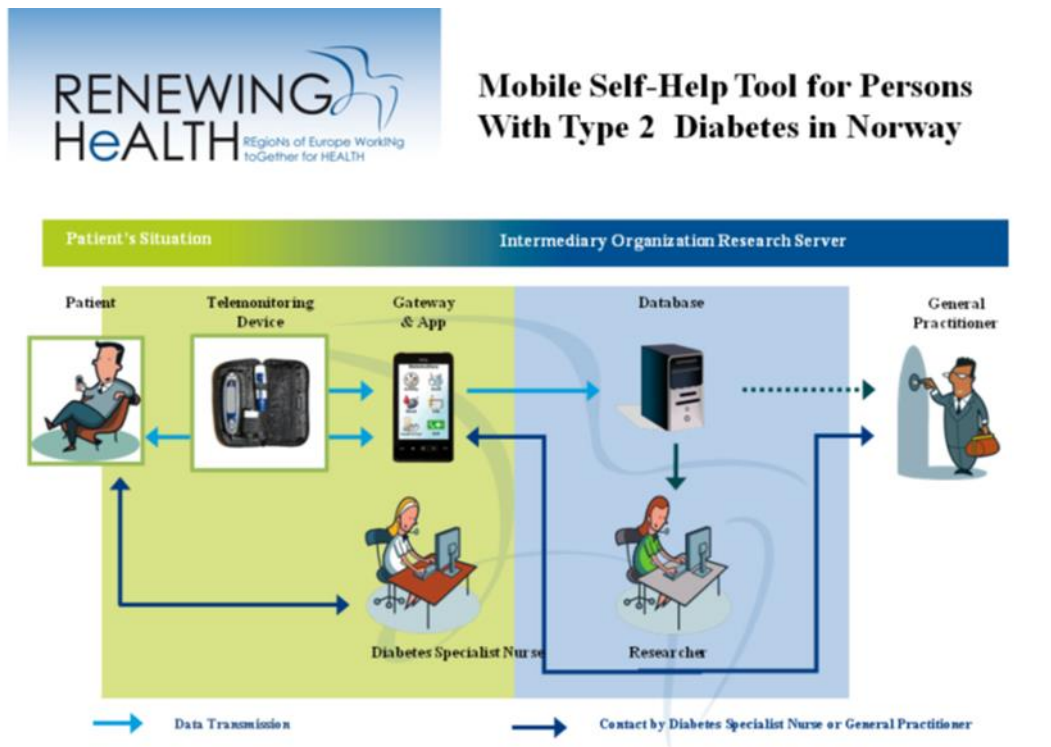 RENEWING
HeALTH REgioNs of Europe WorkINg
toGether for HEALTH
Mobile Self-Help Tool for Persons
With Type 2 Diabetes in Norway
Patient's Situation
Intermediary Organization Research Server
Patient
Telemonitoring
Device
Gateway
& App
Database
General
Practitioner
Diabetes Specialist Nurse
Researcher
Data Transmission
Contact by Diabetes Specialist Nurse or General Practitioner